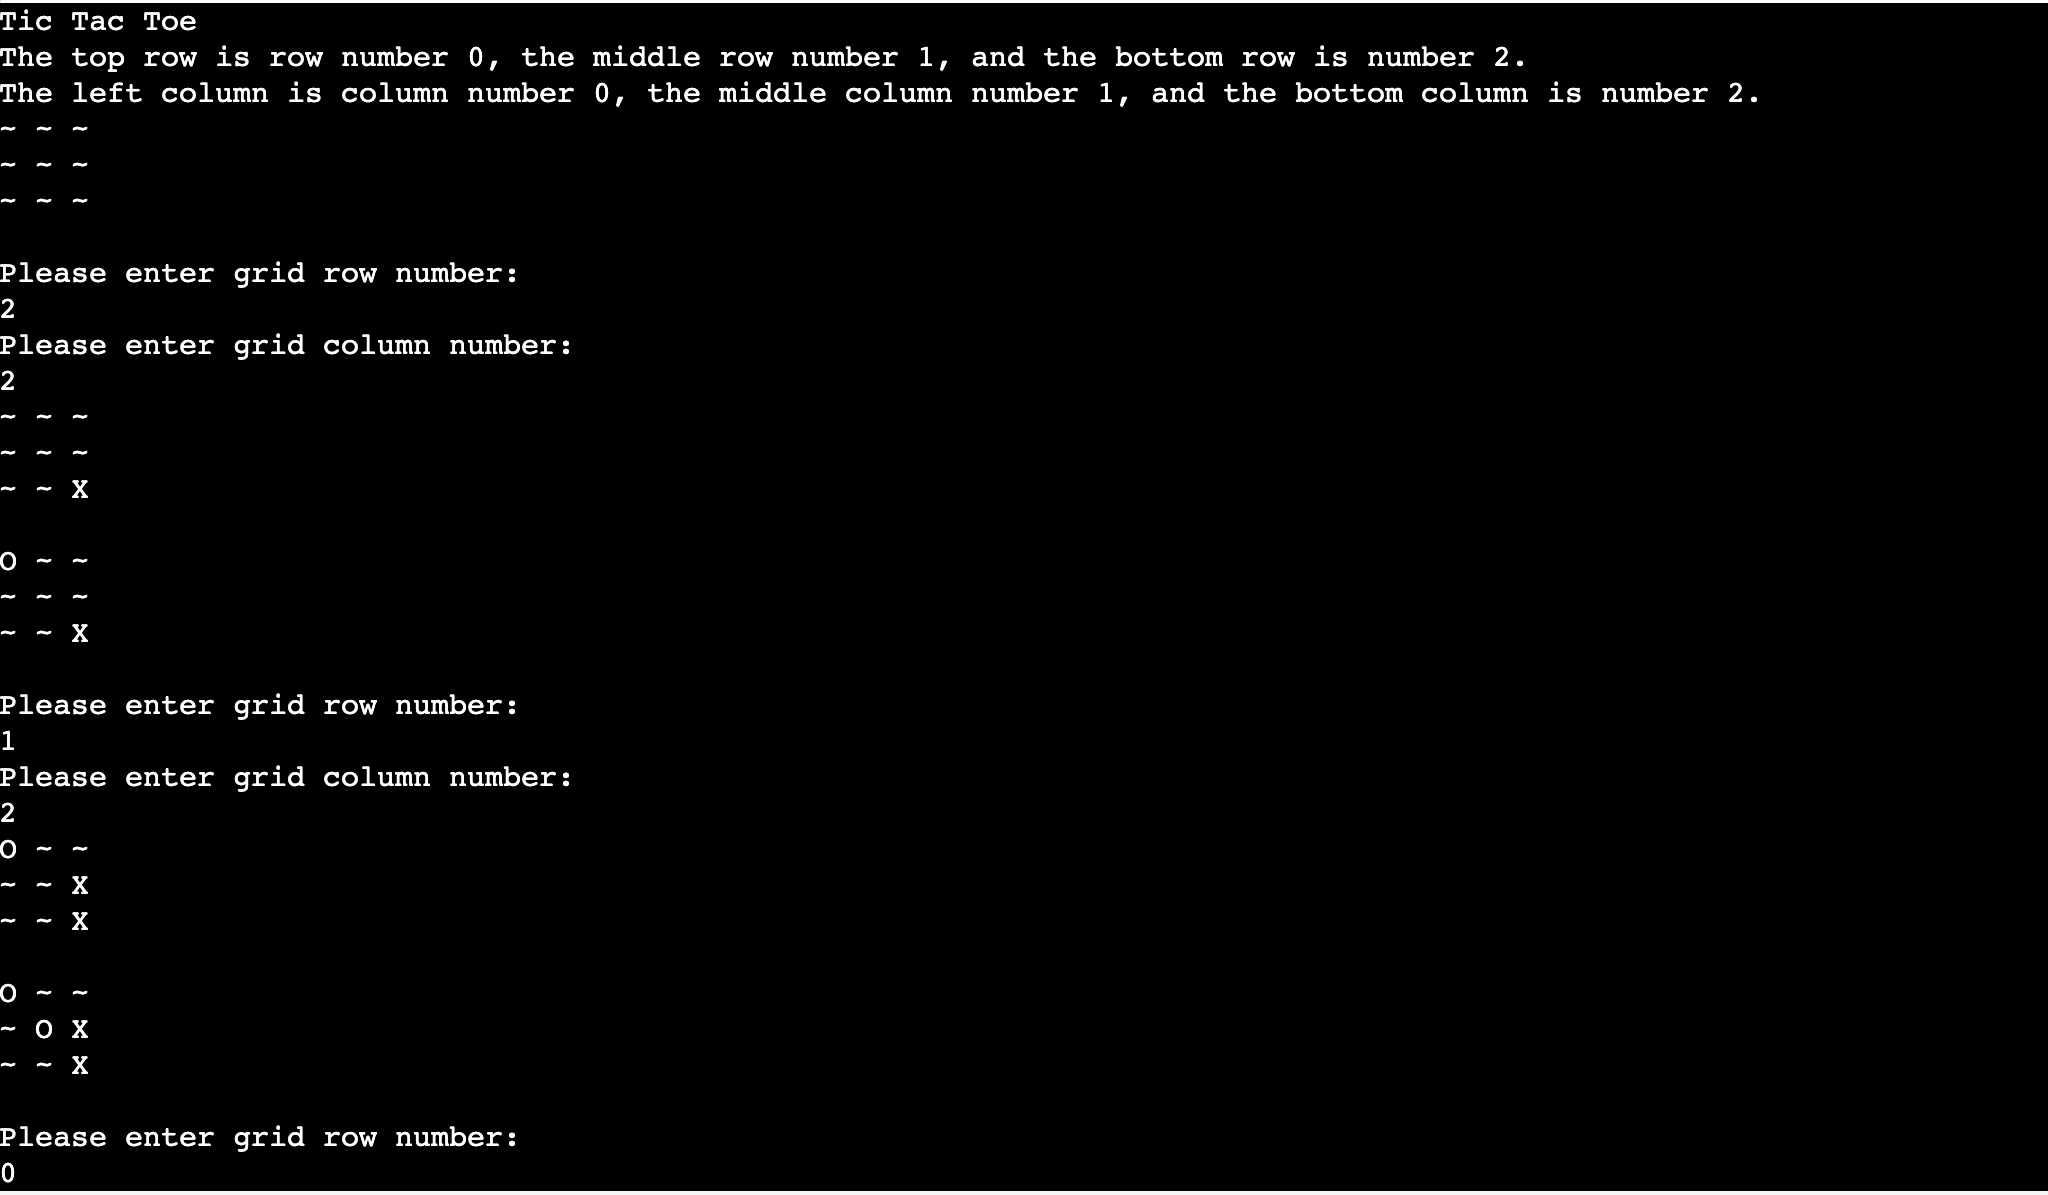 Tic Tac Toe
The top row is row number 0, the middle row number 1, and the bottom row is number 2.
The left column is column number 0, the middle column number 1, and the bottom column is number 2.
~ ~ ~
~ ~ ~
~ ~ ~
Please enter grid row number:
2
Please enter grid column number:
2
~ ~ ~
~ ~ ~
~ ~ X
O ~ ~
~ ~ ~
~ ~ X
Please enter grid row number:
1
Please enter grid column number:
2
O ~ ~
~ ~ X
~ ~ X
O ~ ~
~ O X
~ ~ X
Please enter grid row number:
0